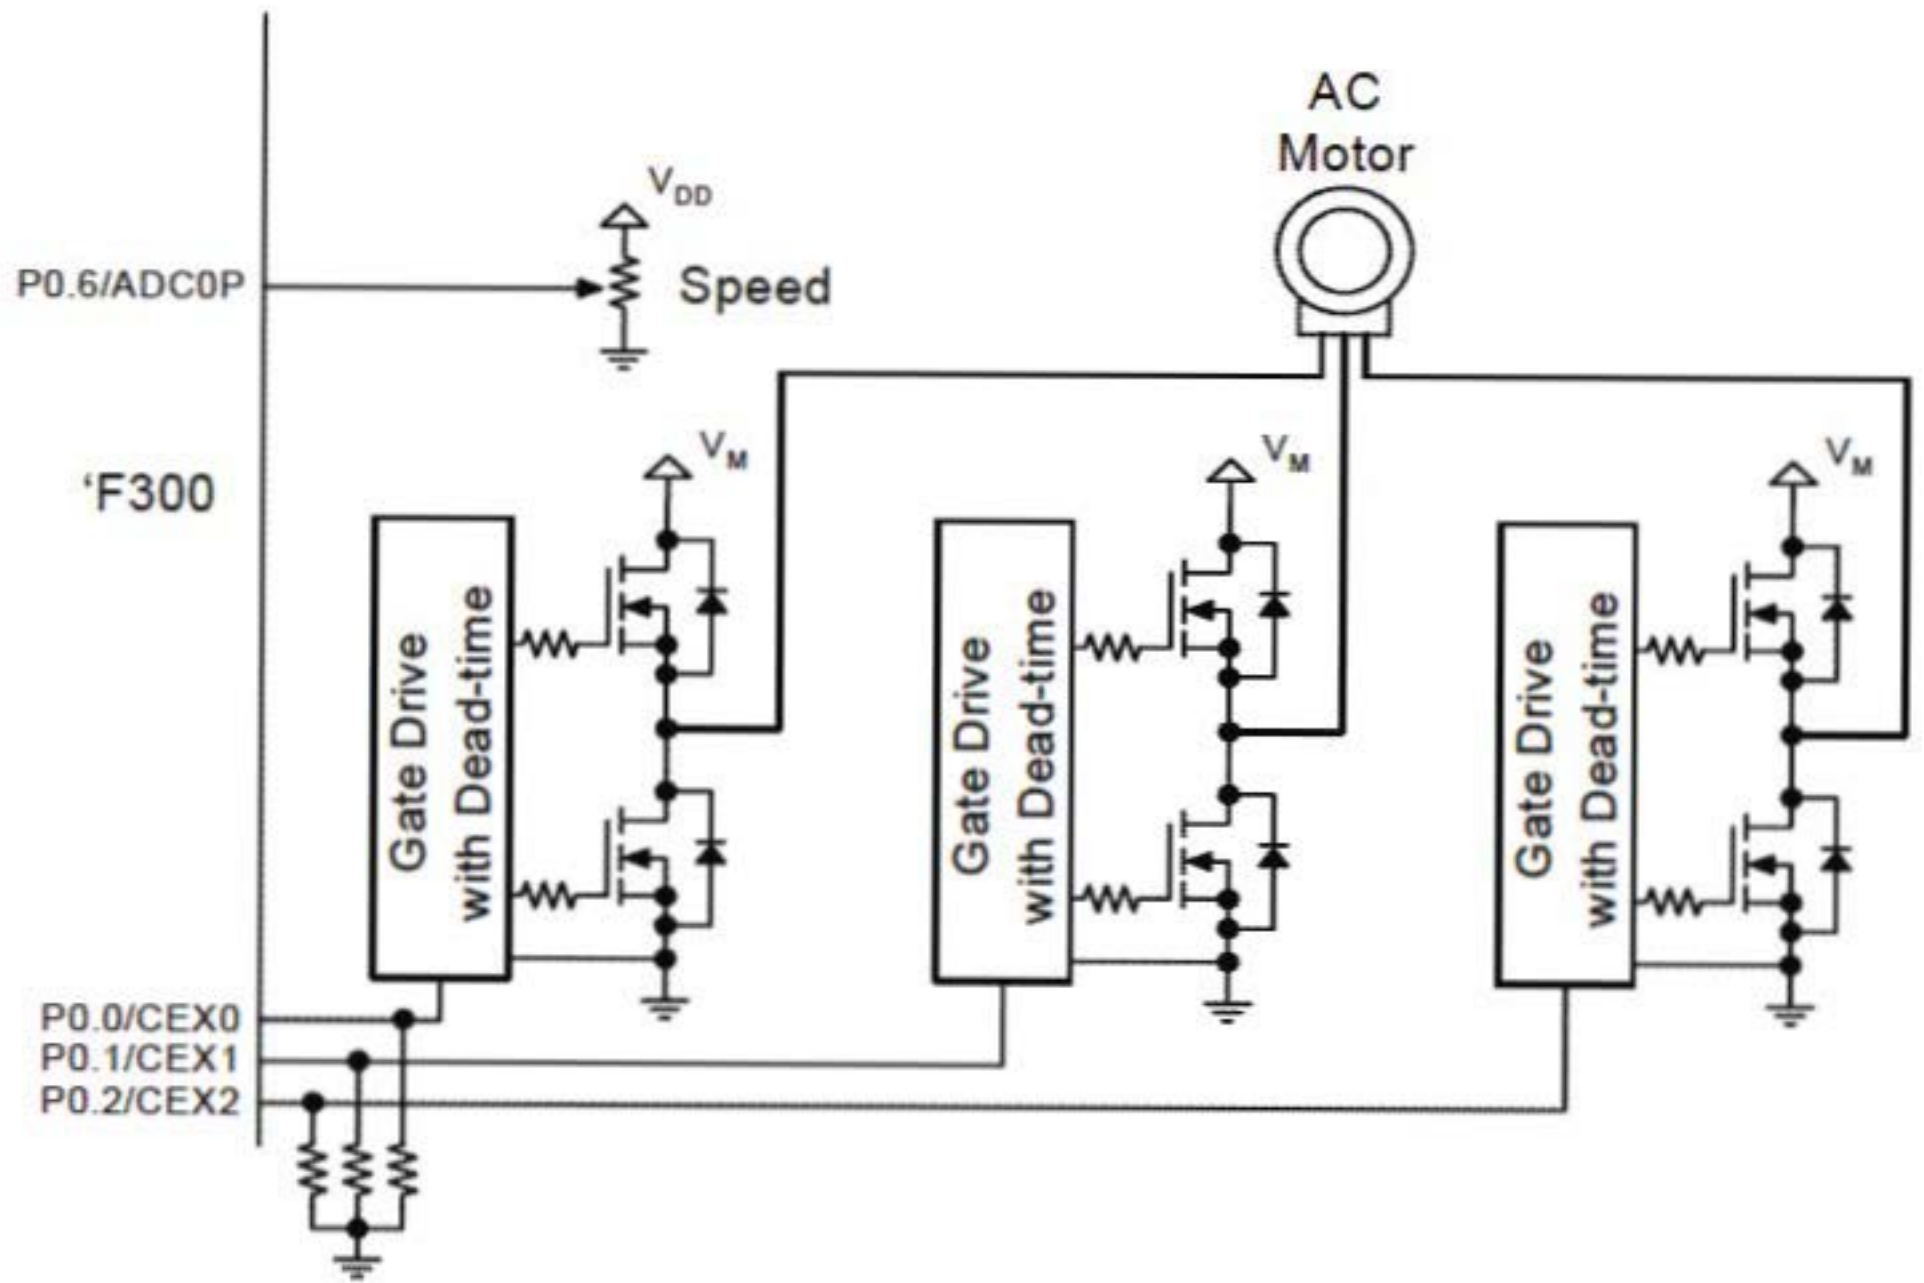 AC
Motor
VDD
P0.6/ADC0P
Speed
VM
VM
VM
‘F300
Gate Drive
with Dead-time
Gate Drive
with Dead-time
Gate Drive
with Dead-time
P0.0/CEX0
P0.1/CEX1
P0.2/CEX2